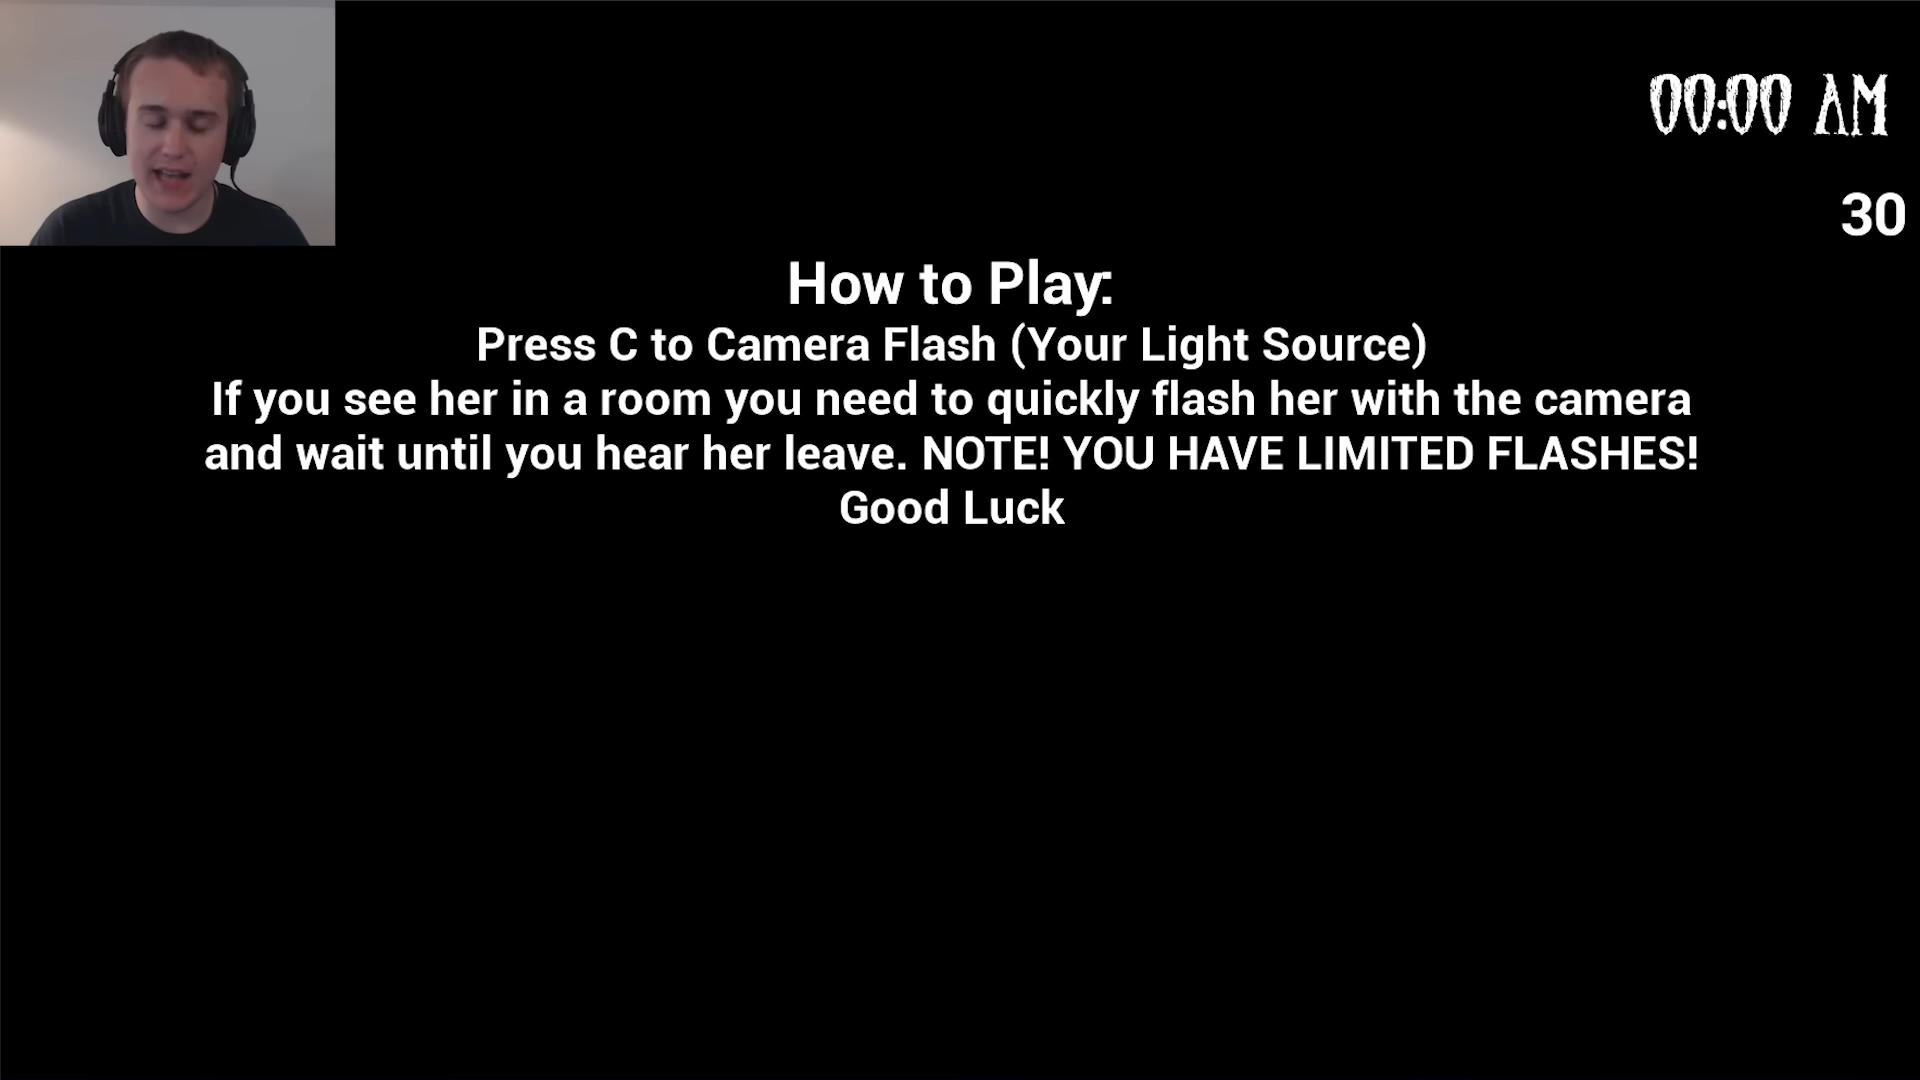 00:00 AM
30
How to Play:
Press C to Camera Flash (Your Light Source)
If you see her in a room you need to quickly flash her with the camera
and wait until you hear her leave. NOTE! YOU HAVE LIMITED FLASHES!
Good Luck